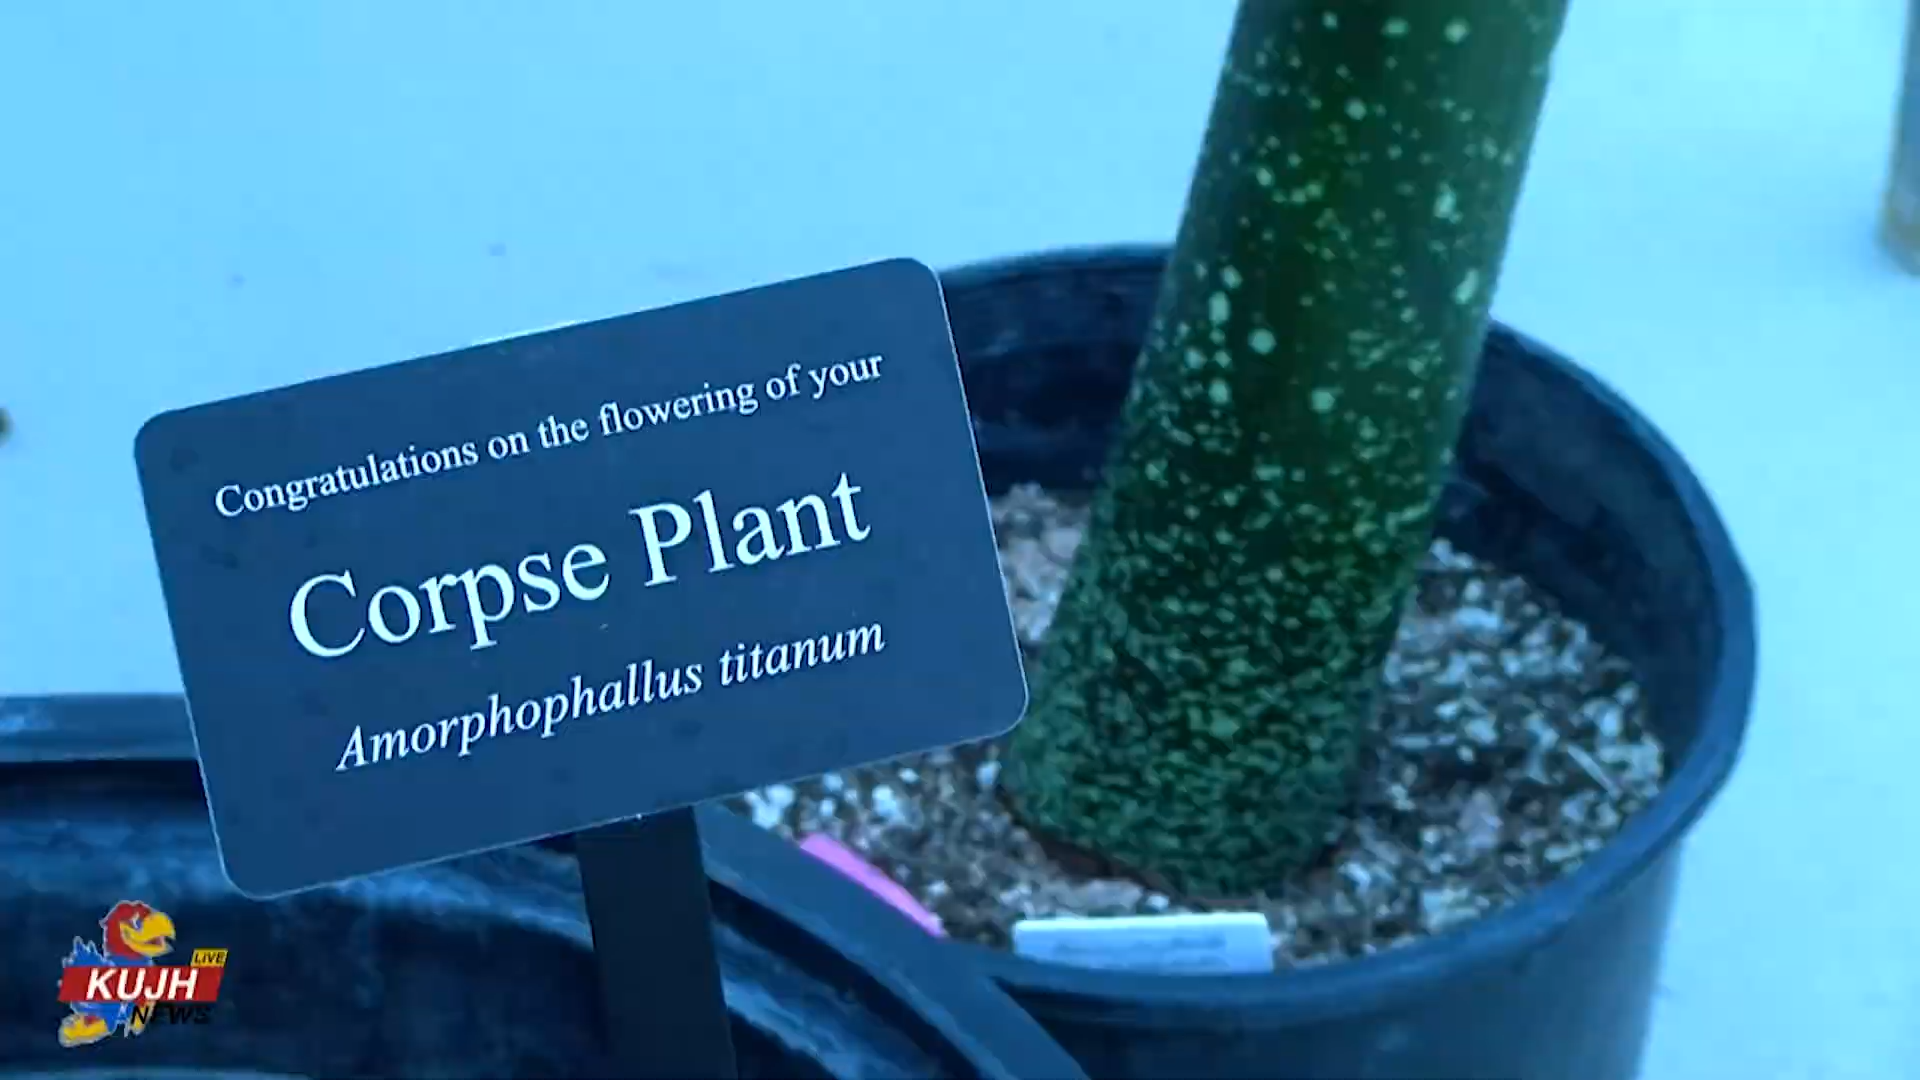 Congratulations on the flowering of your
Corpse Plant
Amorphophallus titanum
LIVE
KUJH
NEWS